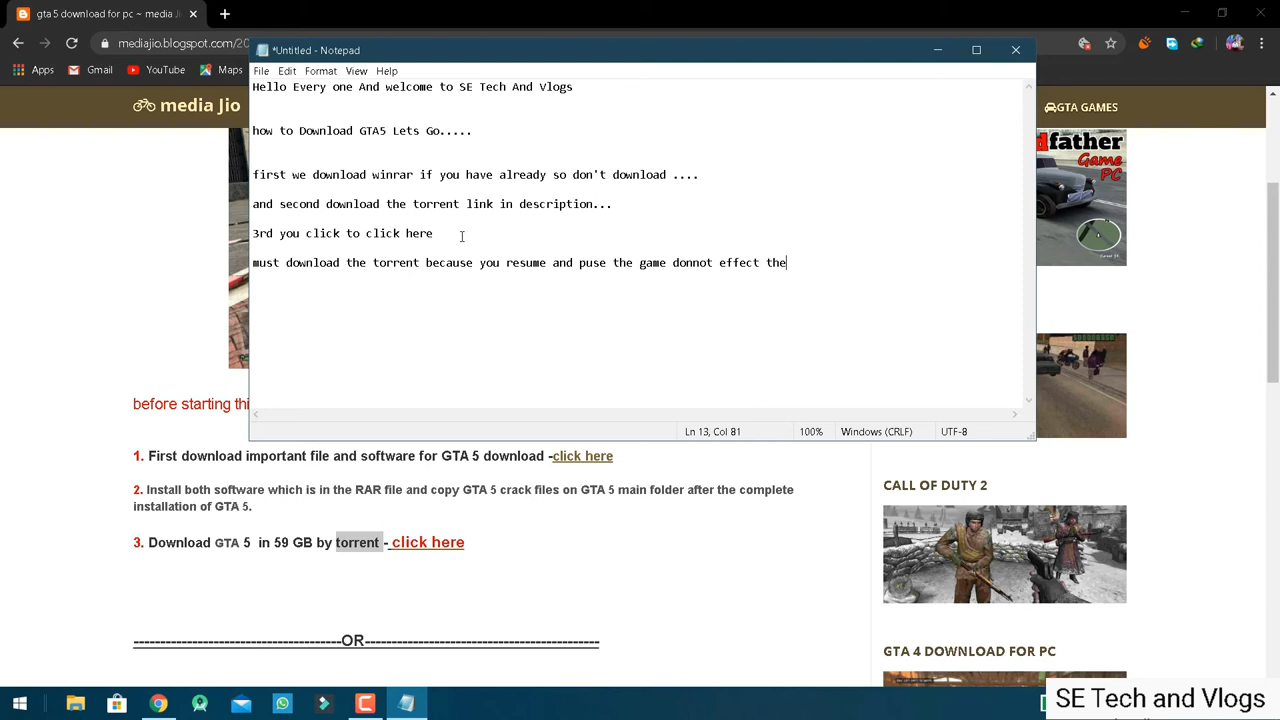 gta 5 download for
mediajio.com/20
Apps Gmail YouTube Maps
media Jio
GTA GAMES
*Untitled - Notepad
File Edit Format View Help
Hello Every one And welcome to SE Tech And Vlogs
how to Download GTA5 Lets Go.....
first we download winrar if you have already so don't download ....
and second download the torrent link in description...
3rd you click to click here
must download the torrent because you resume and puse the game donnot effect the
Ln 13, Col 81 100% Windows (CRLF) UTF-8
dfather
Game
PC
before starting thi
1. First download important file and software for GTA 5 download -click here
2. Install both software which is in the RAR file and copy GTA 5 crack files on GTA 5 main folder after the complete
installation of GTA 5.
3. Download GTA 5 in 59 GB by torrent - click here
OR
CALL OF DUTY 2
GTA 4 DOWNLOAD FOR PC
SE Tech and Vlogs